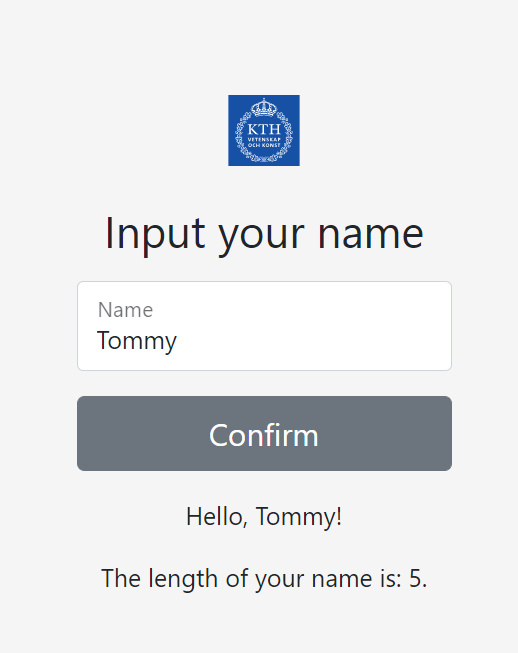 KTH
VETENSKAP
OCH KONST
Input your name
Name
Tommy
Confirm
Hello, Tommy!
The length of your name is: 5.